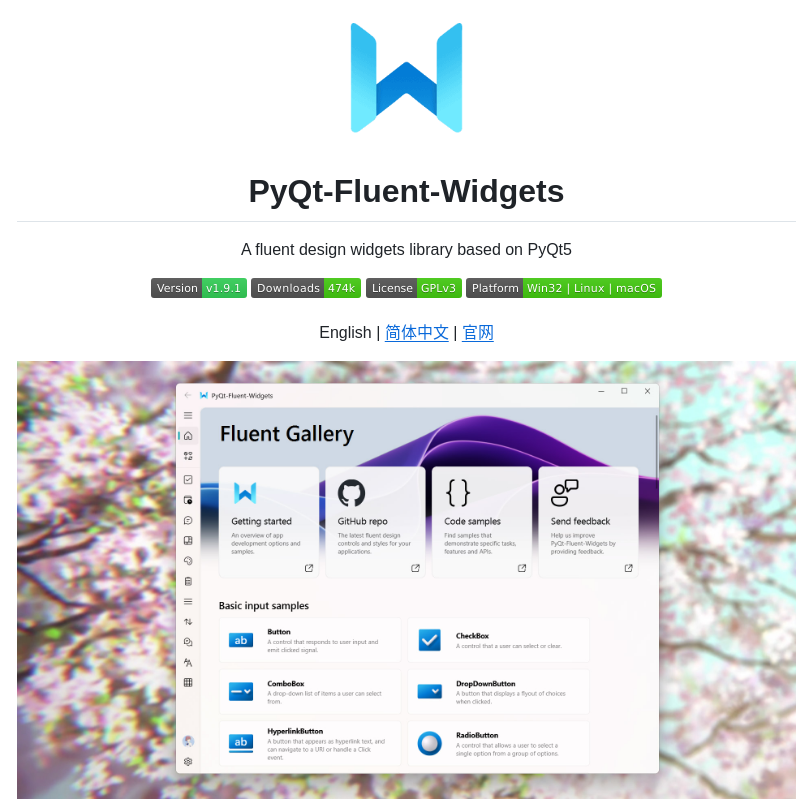 PyQt-Fluent-Widgets
A fluent design widgets library based on PyQt5
Version v1.9.1 Downloads 474k License GPLv3 Platform Win32 | Linux | macOS
English | 简体中文 | 官网
PyQt-Fluent-Widgets
Fluent Gallery
Getting started
An overview of app
development options and
samples.
GitHub repo
The latest fluent design
controls and styles for your
applications.
Code samples
Find samples that
demonstrate specific tasks,
features and APIs.
Send feedback
Help us improve
PyQt-Fluent-Widgets by
providing feedback.
Basic input samples
ab
Button
A control that responds to user input and
emit clicked signal.
CheckBox
A control that a user can select or clear.
ComboBox
A drop-down list of items a user can select
from.
DropDownButton
A button that displays a flyout of choices
when clicked.
ab
HyperlinkButton
A button that appears as hyperlink text, and
can navigate to a URI or handle a Click
event.
RadioButton
A control that allows a user to select a
single option from a group of options.